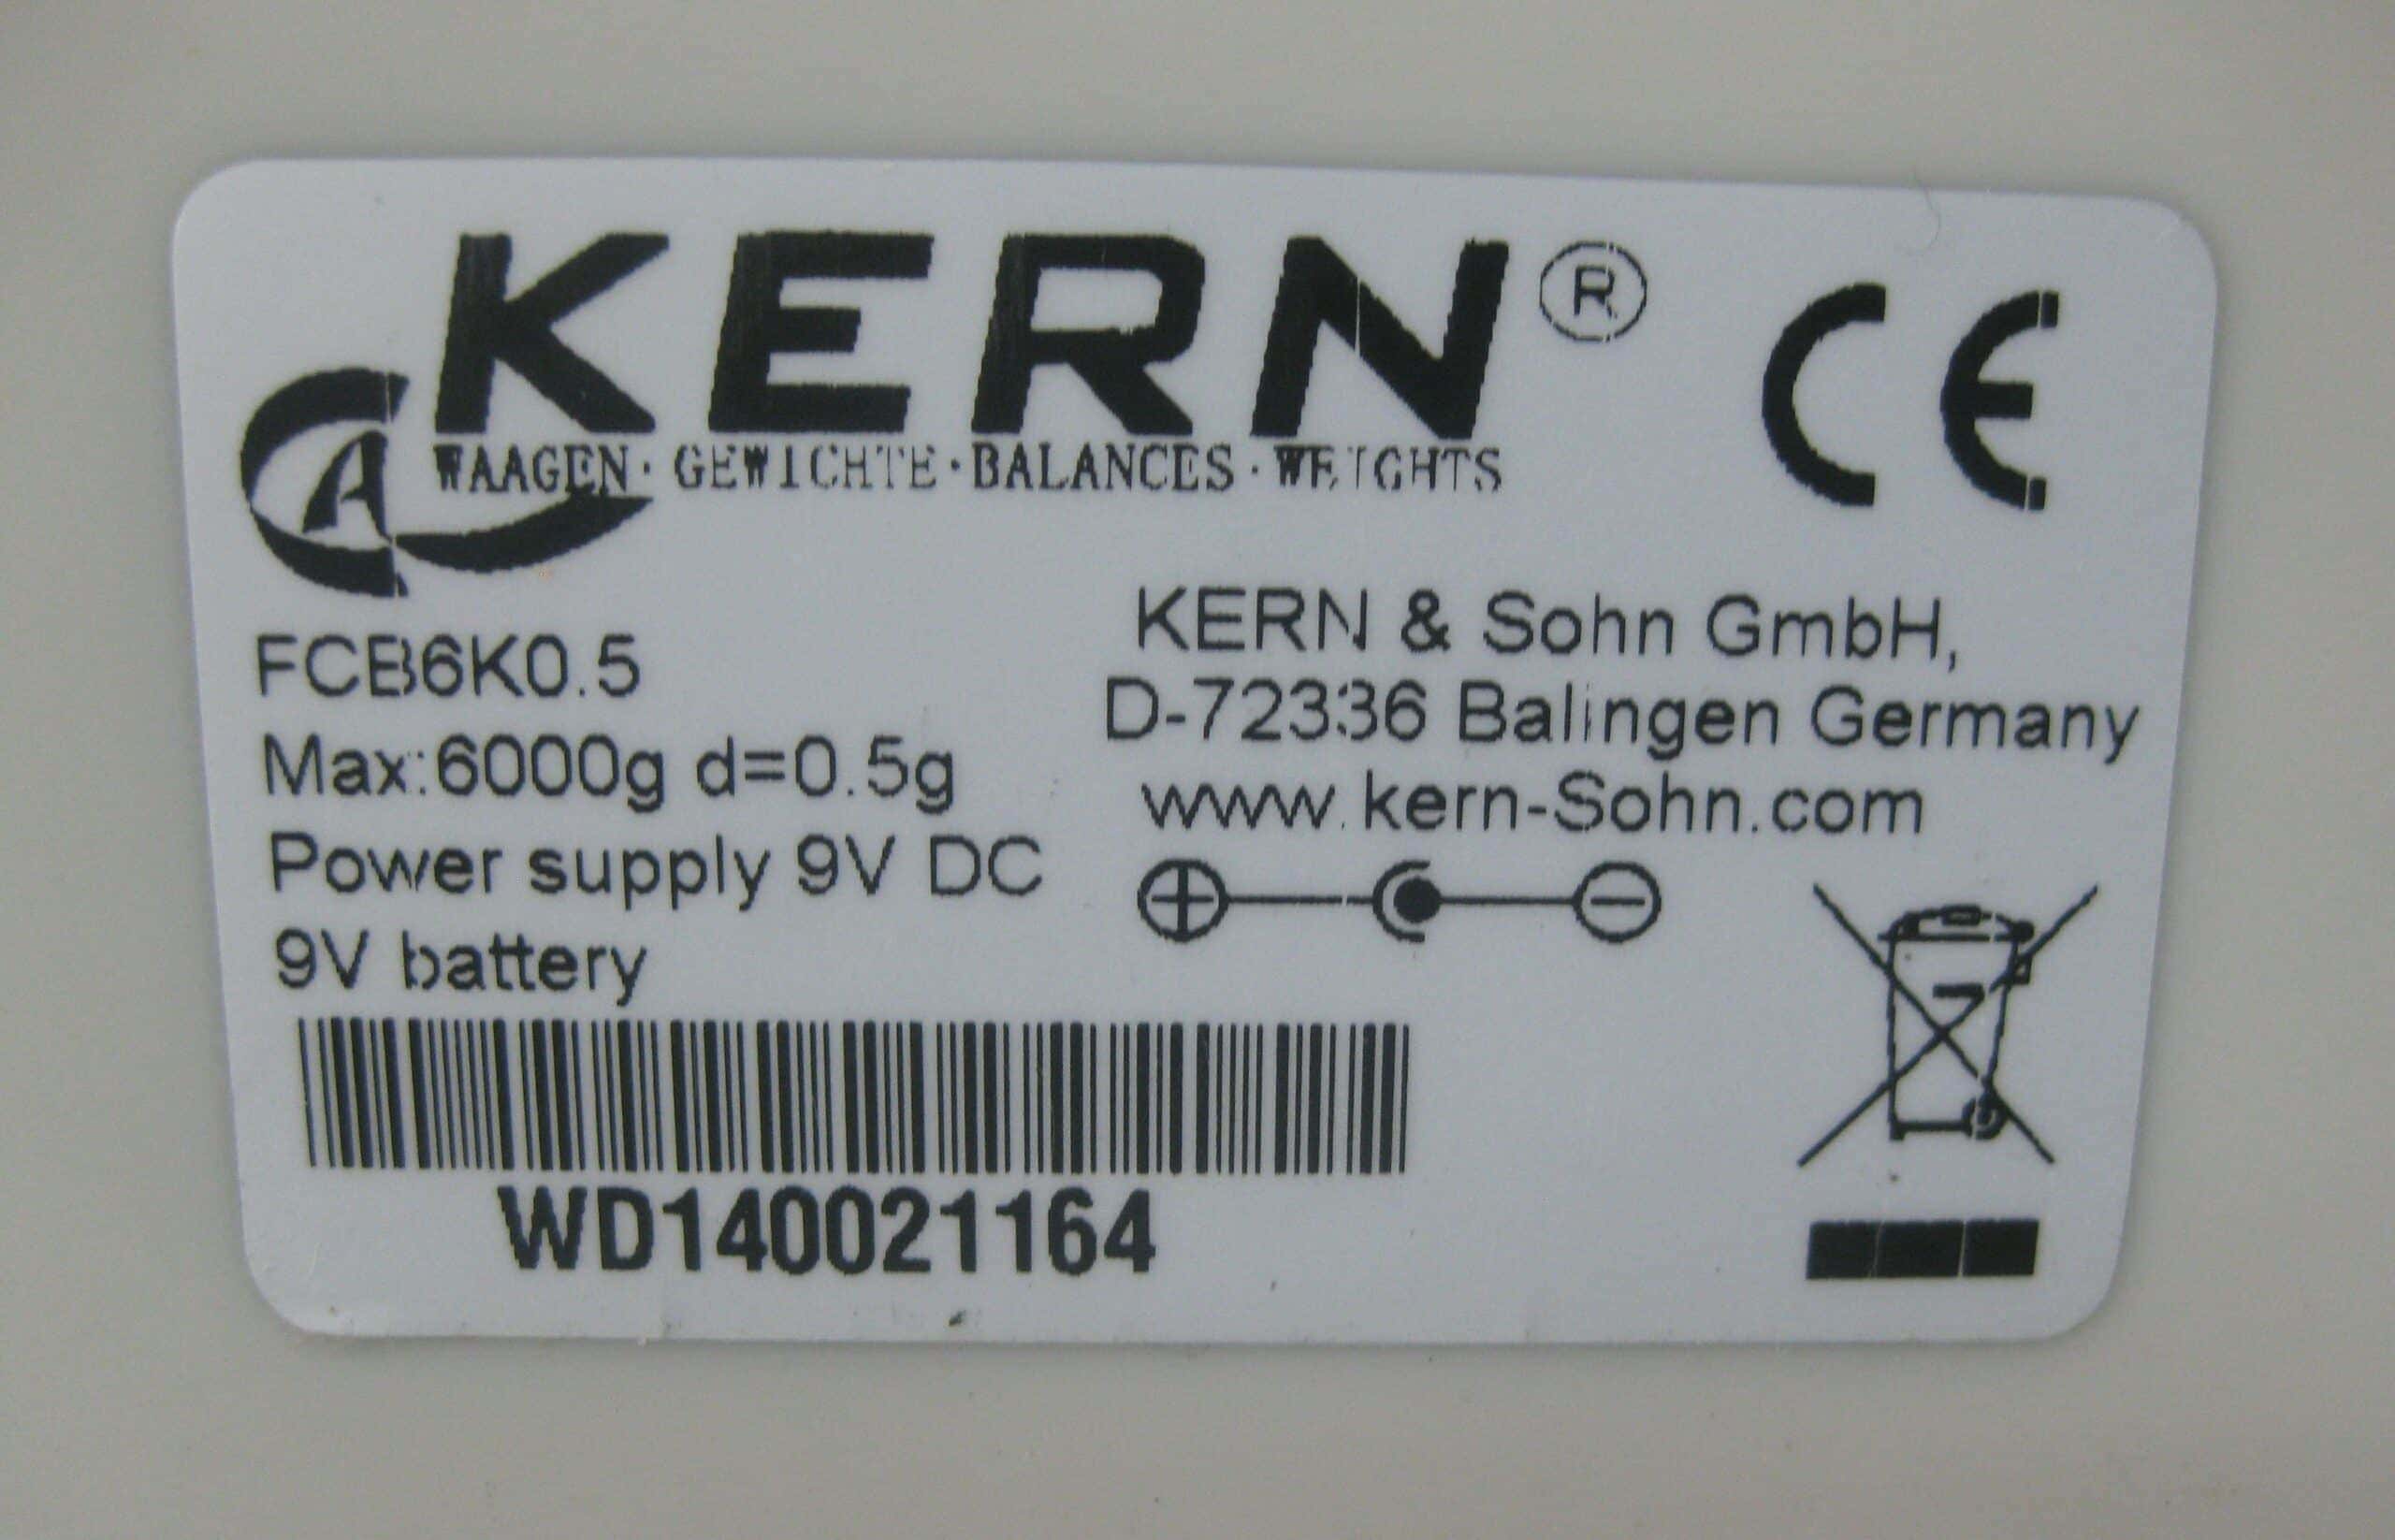 KERN®
CE
WAAGEN · GEWICHTE · BALANCES · WEIGHTS
FCB6K0.5
Max:6000g d=0.5g
Power supply 9V DC
9V battery
KERN & Sohn GmbH,
D-72336 Balingen Germany
www.kern-Sohn.com
WD140021164